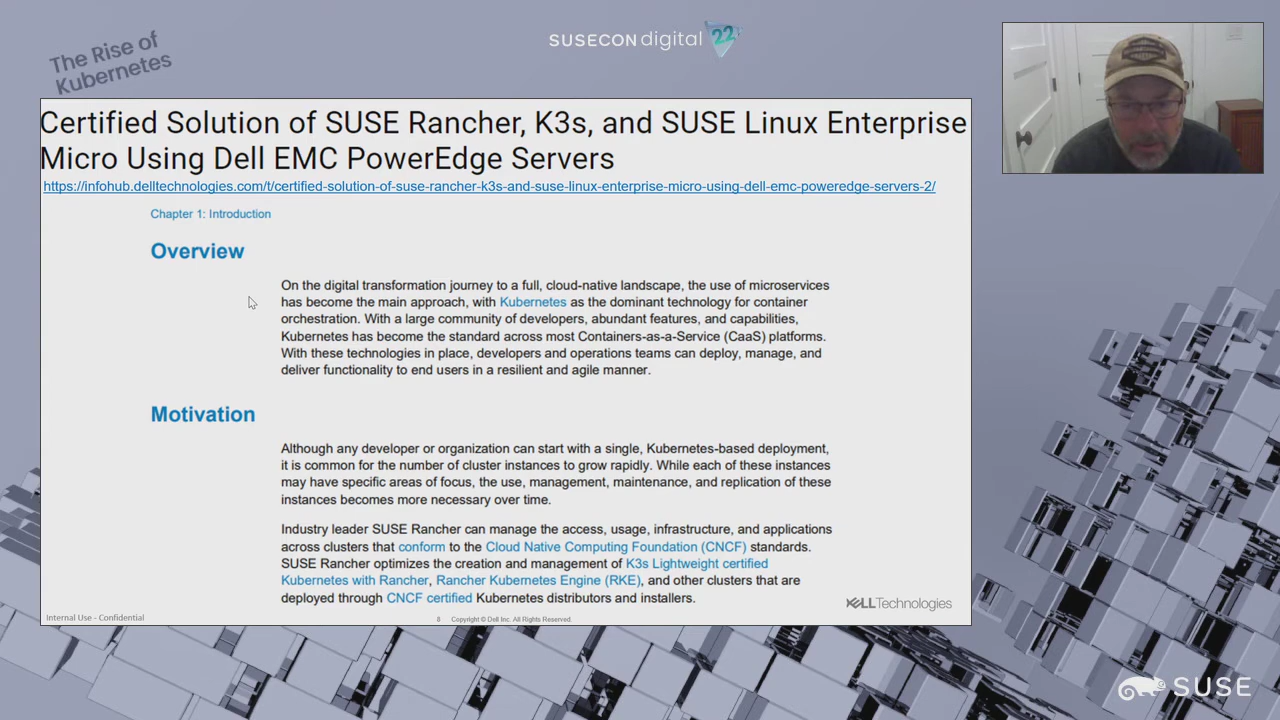 The Rise of
Kubernetes
SUSECON digital 22
Certified Solution of SUSE Rancher, K3s, and SUSE Linux Enterprise
Micro Using Dell EMC PowerEdge Servers
https://infohub.delltechnologies.com/t/certified-solution-of-suse-rancher-k3s-and-suse-linux-enterprise-micro-using-dell-emc-poweredge-servers-2/
Chapter 1: Introduction
Overview
On the digital transformation journey to a full, cloud-native landscape, the use of microservices
has become the main approach, with Kubernetes as the dominant technology for container
orchestration. With a large community of developers, abundant features, and capabilities,
Kubernetes has become the standard across most Containers-as-a-Service (CaaS) platforms.
With these technologies in place, developers and operations teams can deploy, manage, and
deliver functionality to end users in a resilient and agile manner.
Motivation
Although any developer or organization can start with a single, Kubernetes-based deployment,
it is common for the number of cluster instances to grow rapidly. While each of these instances
may have specific areas of focus, the use, management, maintenance, and replication of these
instances becomes more necessary over time.
Industry leader SUSE Rancher can manage the access, usage, infrastructure, and applications
across clusters that conform to the Cloud Native Computing Foundation (CNCF) standards.
SUSE Rancher optimizes the creation and management of K3s Lightweight certified
Kubernetes with Rancher, Rancher Kubernetes Engine (RKE), and other clusters that are
deployed through CNCF certified Kubernetes distributors and installers.
Internal Use - Confidential
8 Copyright © Dell Inc. All Rights Reserved.
DELL Technologies
SUSE